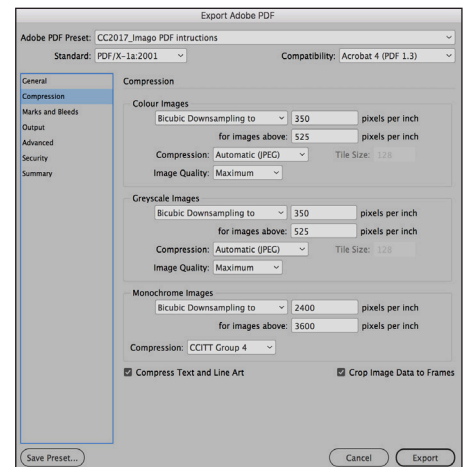 Export Adobe PDF
Adobe PDF Preset: CC2017_Imago PDF intructions
Standard: PDF/X-1a:2001 Compatibility: Acrobat 4 (PDF 1.3)
General
Compression
Marks and Bleeds
Output
Advanced
Security
Summary
Compression
Colour Images
Bicubic Downsampling to 350 pixels per inch
for images above: 525 pixels per inch
Compression: Automatic (JPEG) Tile Size: 128
Image Quality: Maximum
Greyscale Images
Bicubic Downsampling to 350 pixels per inch
for images above: 525 pixels per inch
Compression: Automatic (JPEG) Tile Size: 128
Image Quality: Maximum
Monochrome Images
Bicubic Downsampling to 2400 pixels per inch
for images above: 3600 pixels per inch
Compression: CCITT Group 4
Compress Text and Line Art Crop Image Data to Frames
Save Preset... Cancel Export